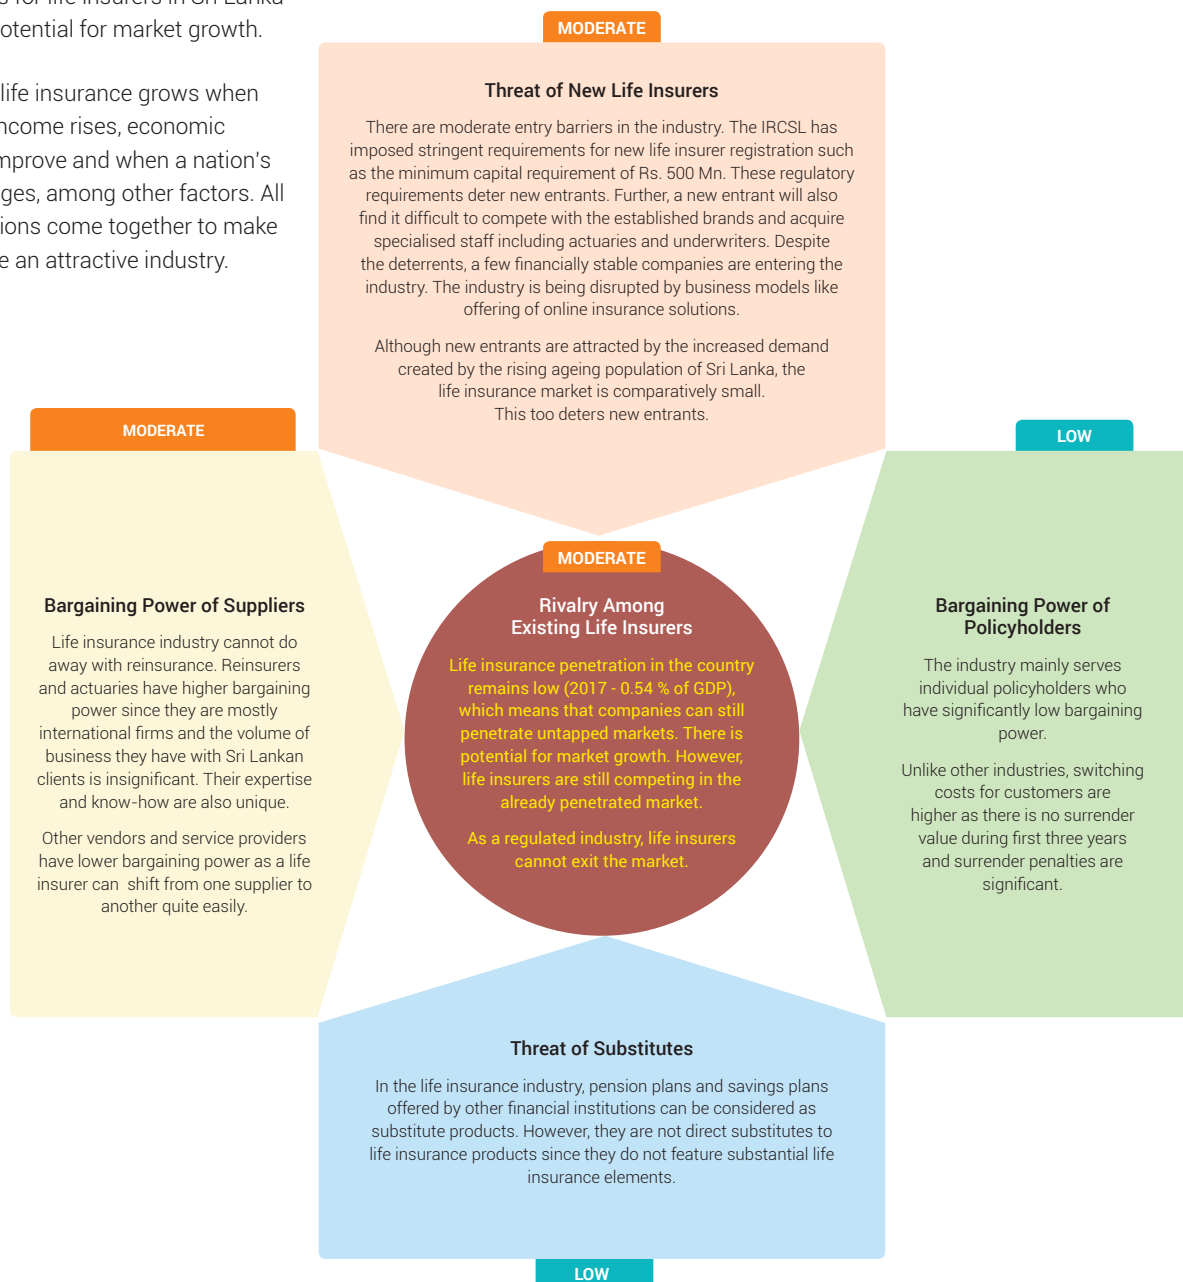 for life insurers in Sri Lanka
potential for market growth.
life insurance grows when
income rises, economic
improve and when a nation's
among other factors. All
come together to make
an attractive industry.
MODERATE
Threat of New Life Insurers
There are moderate entry barriers in the industry. The IRCSL has
imposed stringent requirements for new life insurer registration such
as the minimum capital requirement of Rs. 500 Mn. These regulatory
requirements deter new entrants. Further, a new entrant will also
find it difficult to compete with the established brands and acquire
specialised staff including actuaries and underwriters. Despite
the deterrents, a few financially stable companies are entering the
industry. The industry is being disrupted by business models like
offering of online insurance solutions.
Although new entrants are attracted by the increased demand
created by the rising ageing population of Sri Lanka, the
life insurance market is comparatively small.
This too deters new entrants.
MODERATE
Bargaining Power of Suppliers
Life insurance industry cannot do
away with reinsurance. Reinsurers
and actuaries have higher bargaining
power since they are mostly
international firms and the volume of
business they have with Sri Lankan
clients is insignificant. Their expertise
and know-how are also unique.
Other vendors and service providers
have lower bargaining power as a life
insurer can shift from one supplier to
another quite easily.
MODERATE
Rivalry Among
Existing Life Insurers
Life insurance penetration in the country
remains low (2017 - 0.54 % of GDP),
which means that companies can still
penetrate untapped markets. There is
potential for market growth. However,
life insurers are still competing in the
already penetrated market.
As a regulated industry, life insurers
cannot exit the market.
LOW
Bargaining Power of
Policyholders
The industry mainly serves
individual policyholders who
have significantly low bargaining
power.
Unlike other industries, switching
costs for customers are
higher as there is no surrender
value during first three years
and surrender penalties are
significant.
Threat of Substitutes
In the life insurance industry, pension plans and savings plans
offered by other financial institutions can be considered as
substitute products. However, they are not direct substitutes to
life insurance products since they do not feature substantial life
insurance elements.
LOW